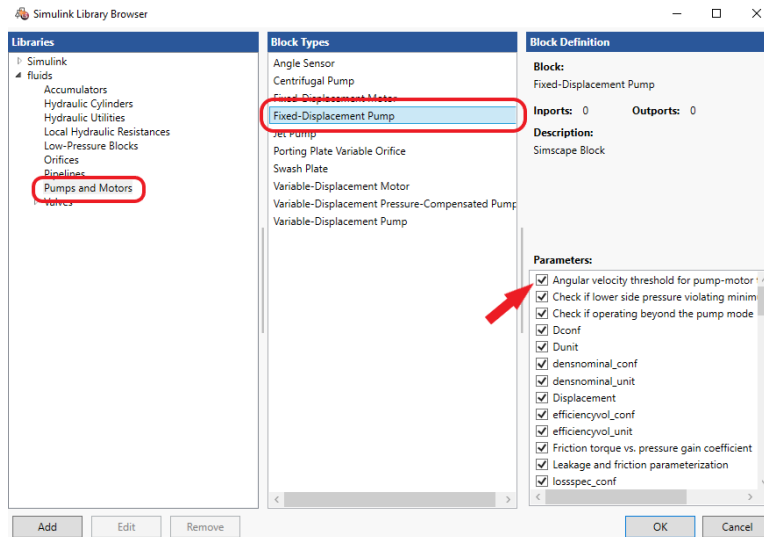 Simulink Library Browser
Libraries
Simulink
fluids
Accumulators
Hydraulic Cylinders
Hydraulic Utilities
Local Hydraulic Resistances
Low-Pressure Blocks
Orifices
Pipelines
Pumps and Motors
Valves
Add
Edit
Remove
Block Types
Angle Sensor
Centrifugal Pump
Fixed-Displacement Motor
Fixed-Displacement Pump
Jet Pump
Porting Plate Variable Orifice
Swash Plate
Variable-Displacement Motor
Variable-Displacement Pressure-Compensated Pump
Variable-Displacement Pump
Block Definition
Block:
Fixed-Displacement Pump
Inports: 0 Outports: 0
Description:
Simscape Block
Parameters:
Angular velocity threshold for pump-motor
Check if lower side pressure violating minim
Check if operating beyond the pump mode
Dconf
Dunit
densnominal_conf
densnominal_unit
Displacement
efficiencyvol_conf
efficiencyvol_unit
Friction torque vs. pressure gain coefficient
Leakage and friction parameterization
lossspec_conf
OK
Cancel